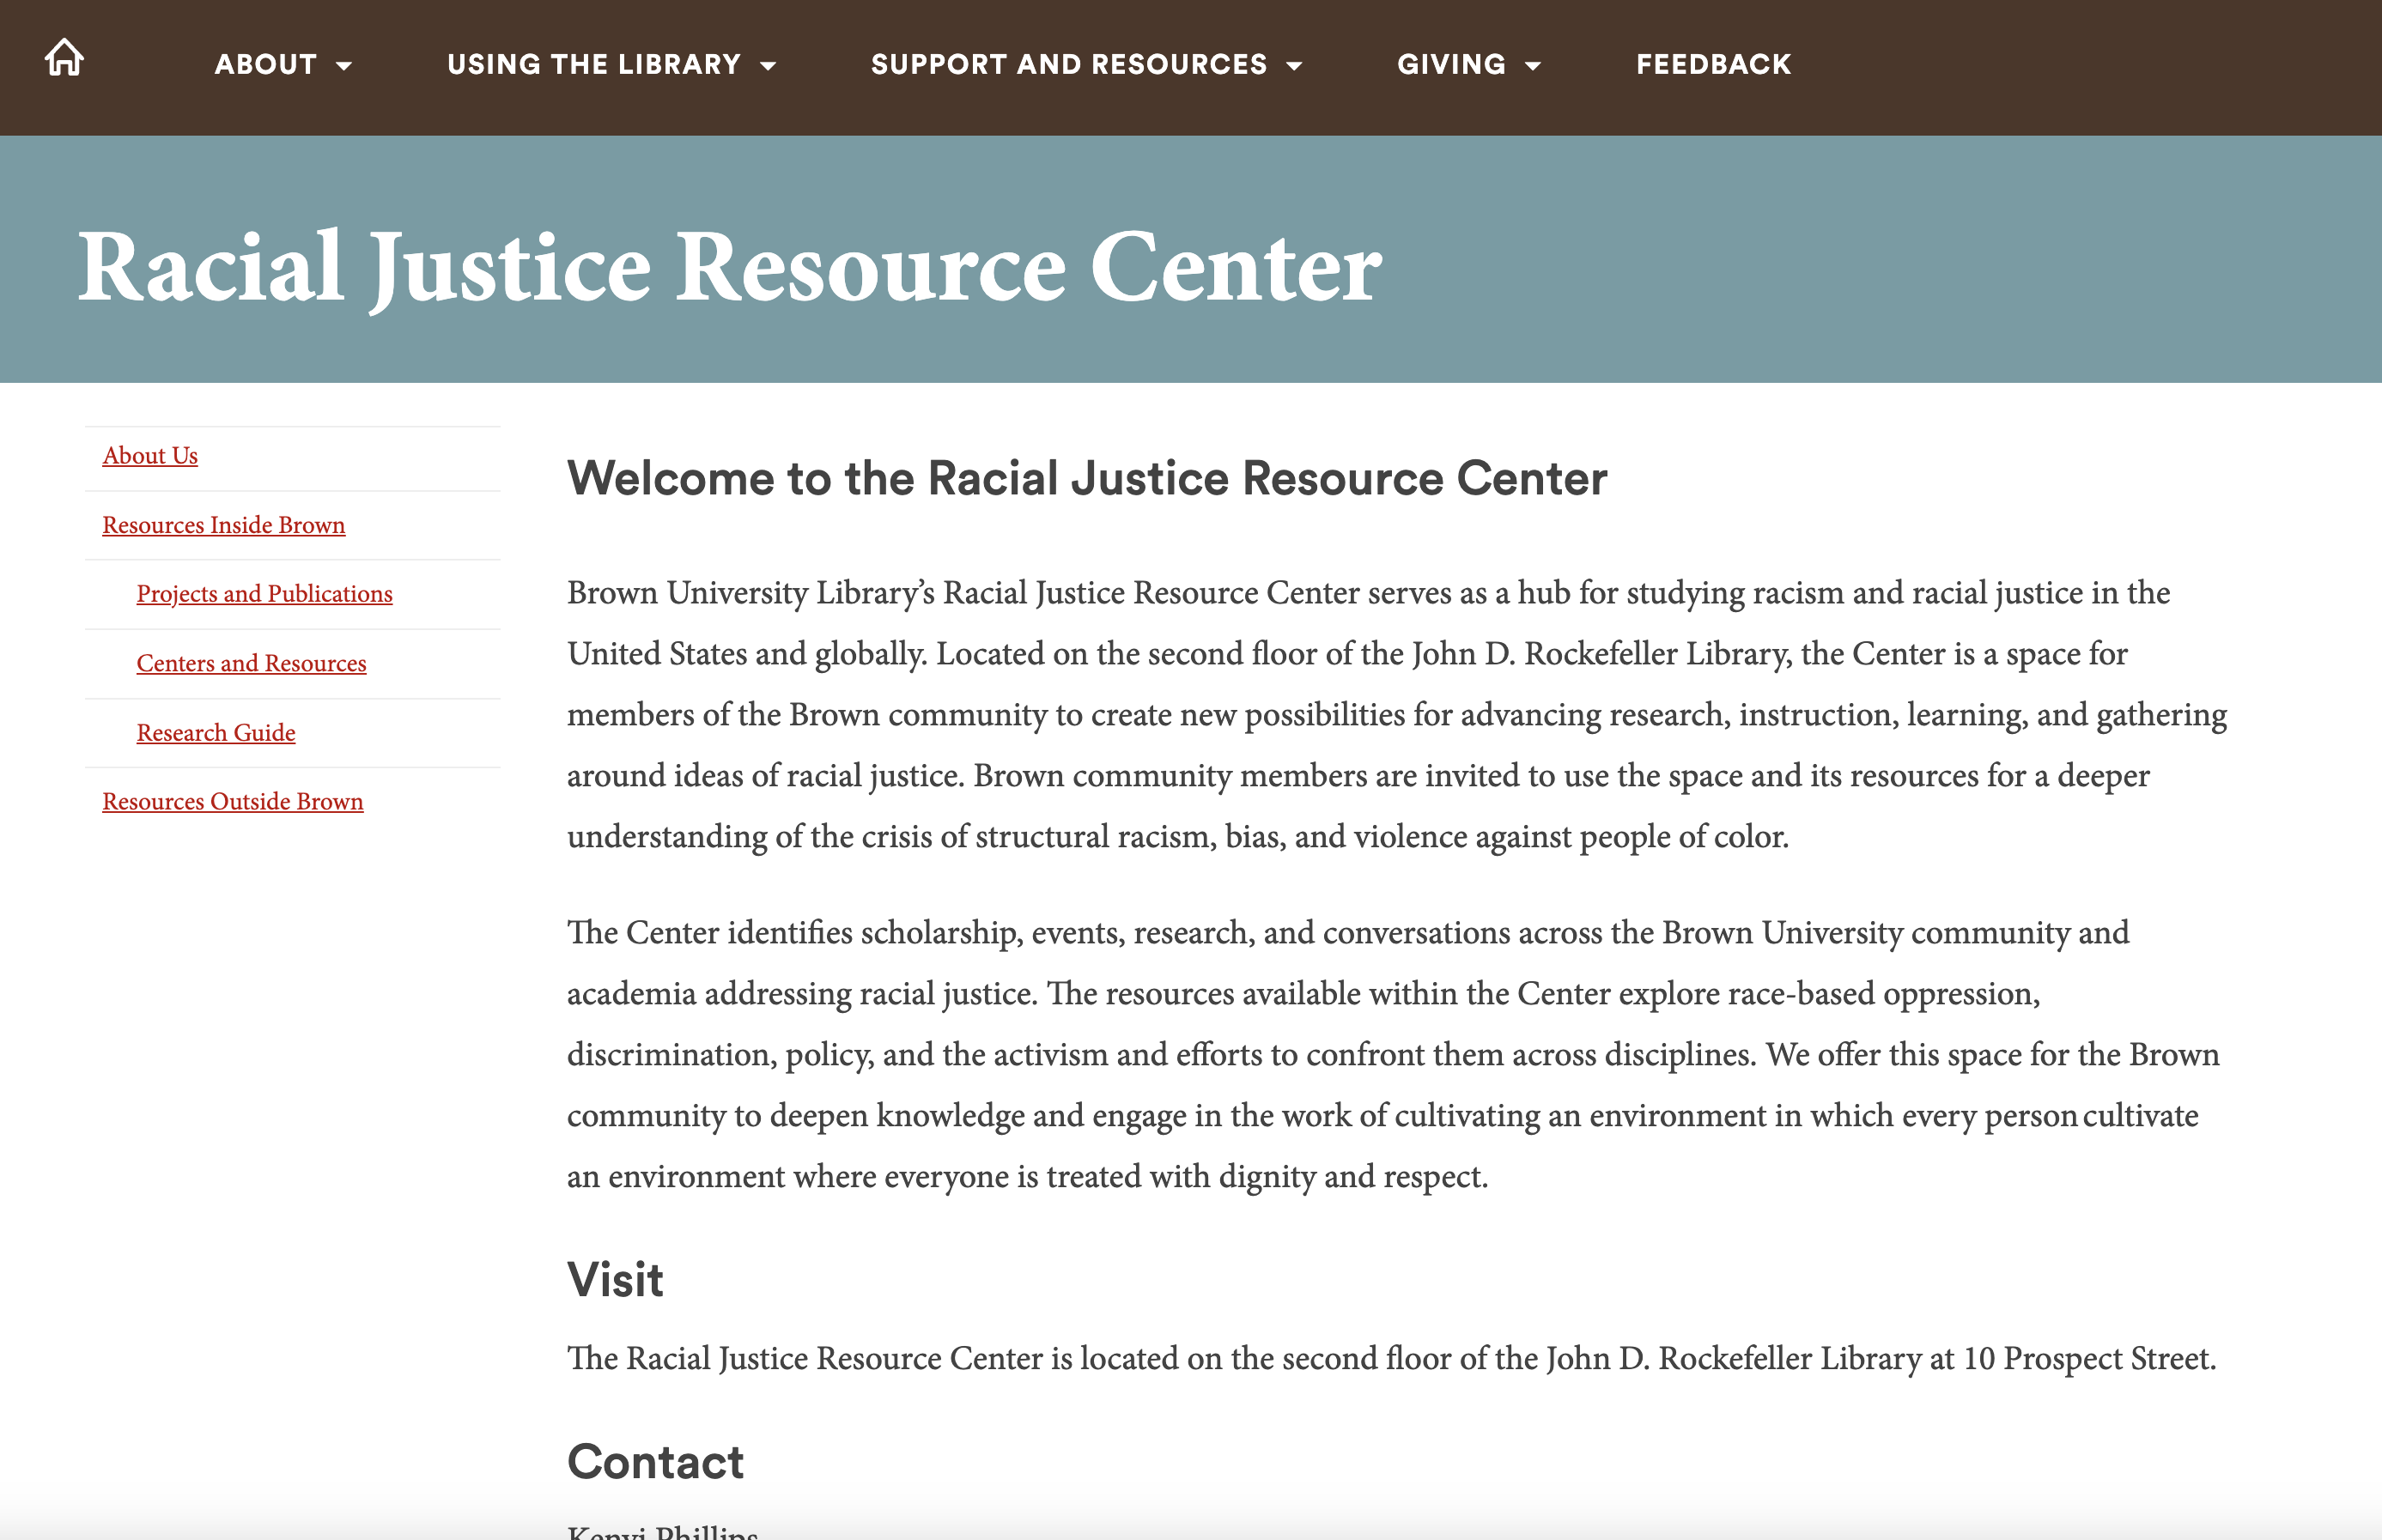 ABOUT USING THE LIBRARY SUPPORT AND RESOURCES GIVING FEEDBACK
Racial Justice Resource Center
About Us
Resources Inside Brown
Projects and Publications
Centers and Resources
Research Guide
Resources Outside Brown
Welcome to the Racial Justice Resource Center
Brown University Library’s Racial Justice Resource Center serves as a hub for studying racism and racial justice in the
United States and globally. Located on the second floor of the John D. Rockefeller Library, the Center is a space for
members of the Brown community to create new possibilities for advancing research, instruction, learning, and gathering
around ideas of racial justice. Brown community members are invited to use the space and its resources for a deeper
understanding of the crisis of structural racism, bias, and violence against people of color.
The Center identifies scholarship, events, research, and conversations across the Brown University community and
academia addressing racial justice. The resources available within the Center explore race-based oppression,
discrimination, policy, and the activism and efforts to confront them across disciplines. We offer this space for the Brown
community to deepen knowledge and engage in the work of cultivating an environment in which every person cultivate
an environment where everyone is treated with dignity and respect.
Visit
The Racial Justice Resource Center is located on the second floor of the John D. Rockefeller Library at 10 Prospect Street.
Contact
Kenvi Phillips